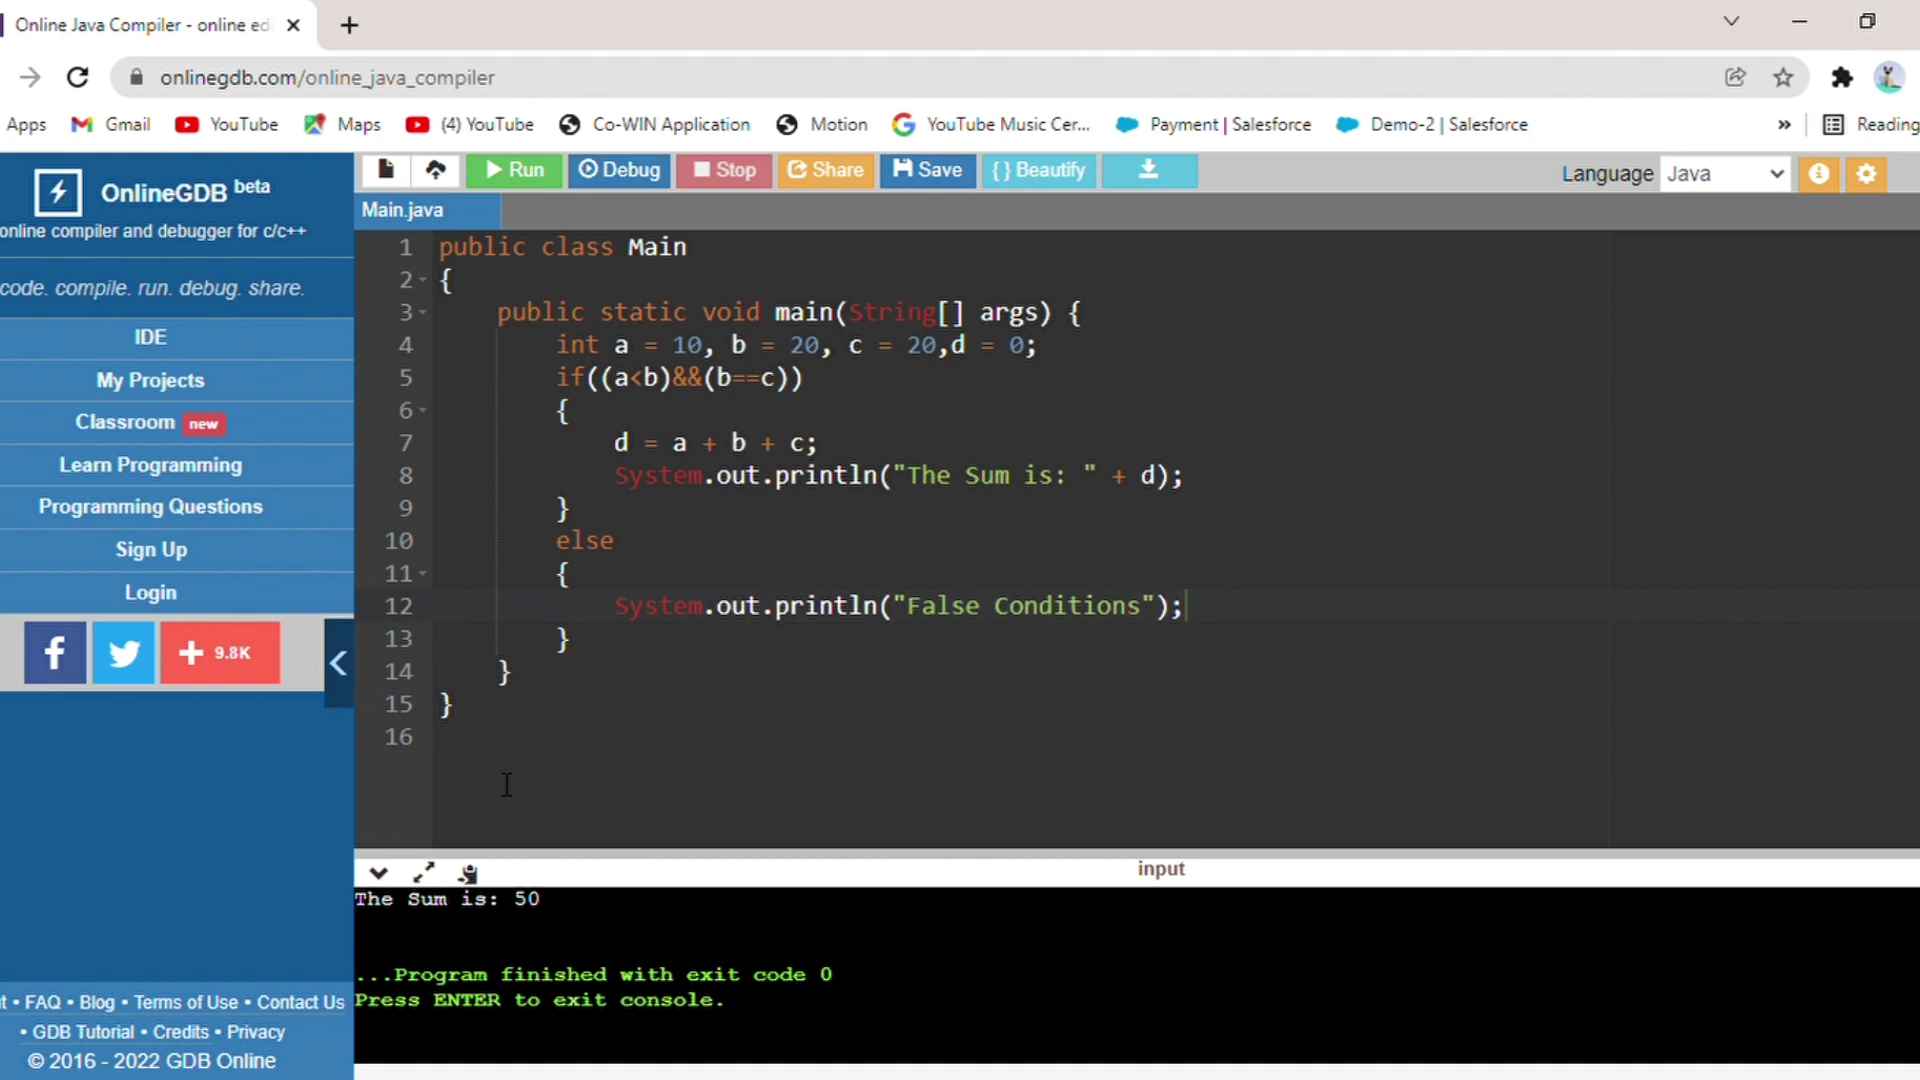 Online Java Compiler - online ed
onlinegdb.com/online_java_compiler
Apps Gmail YouTube Maps (4) YouTube Co-WIN Application Motion YouTube Music Cer... Payment | Salesforce Demo-2 | Salesforce » Reading
OnlineGDB beta
online compiler and debugger for c/c++
code. compile. run. debug. share.
IDE
My Projects
Classroom new
Learn Programming
Programming Questions
Sign Up
Login
f + 9.8K
<
t • FAQ • Blog • Terms of Use • Contact Us
• GDB Tutorial • Credits • Privacy
© 2016 - 2022 GDB Online
Run Debug Stop Share Save {} Beautify
Language Java
Main.java
1 public class Main
2 {
3 public static void main(String[] args) {
4 int a = 10, b = 20, c = 20,d = 0;
5 if((a<b)&&(b==c))
6 {
7 d = a + b + c;
8 System.out.println("The Sum is: " + d);
9 }
10 else
11 {
12 System.out.println("False Conditions");
13 }
14 }
15 }
16
input
The Sum is: 50
...Program finished with exit code 0
Press ENTER to exit console.